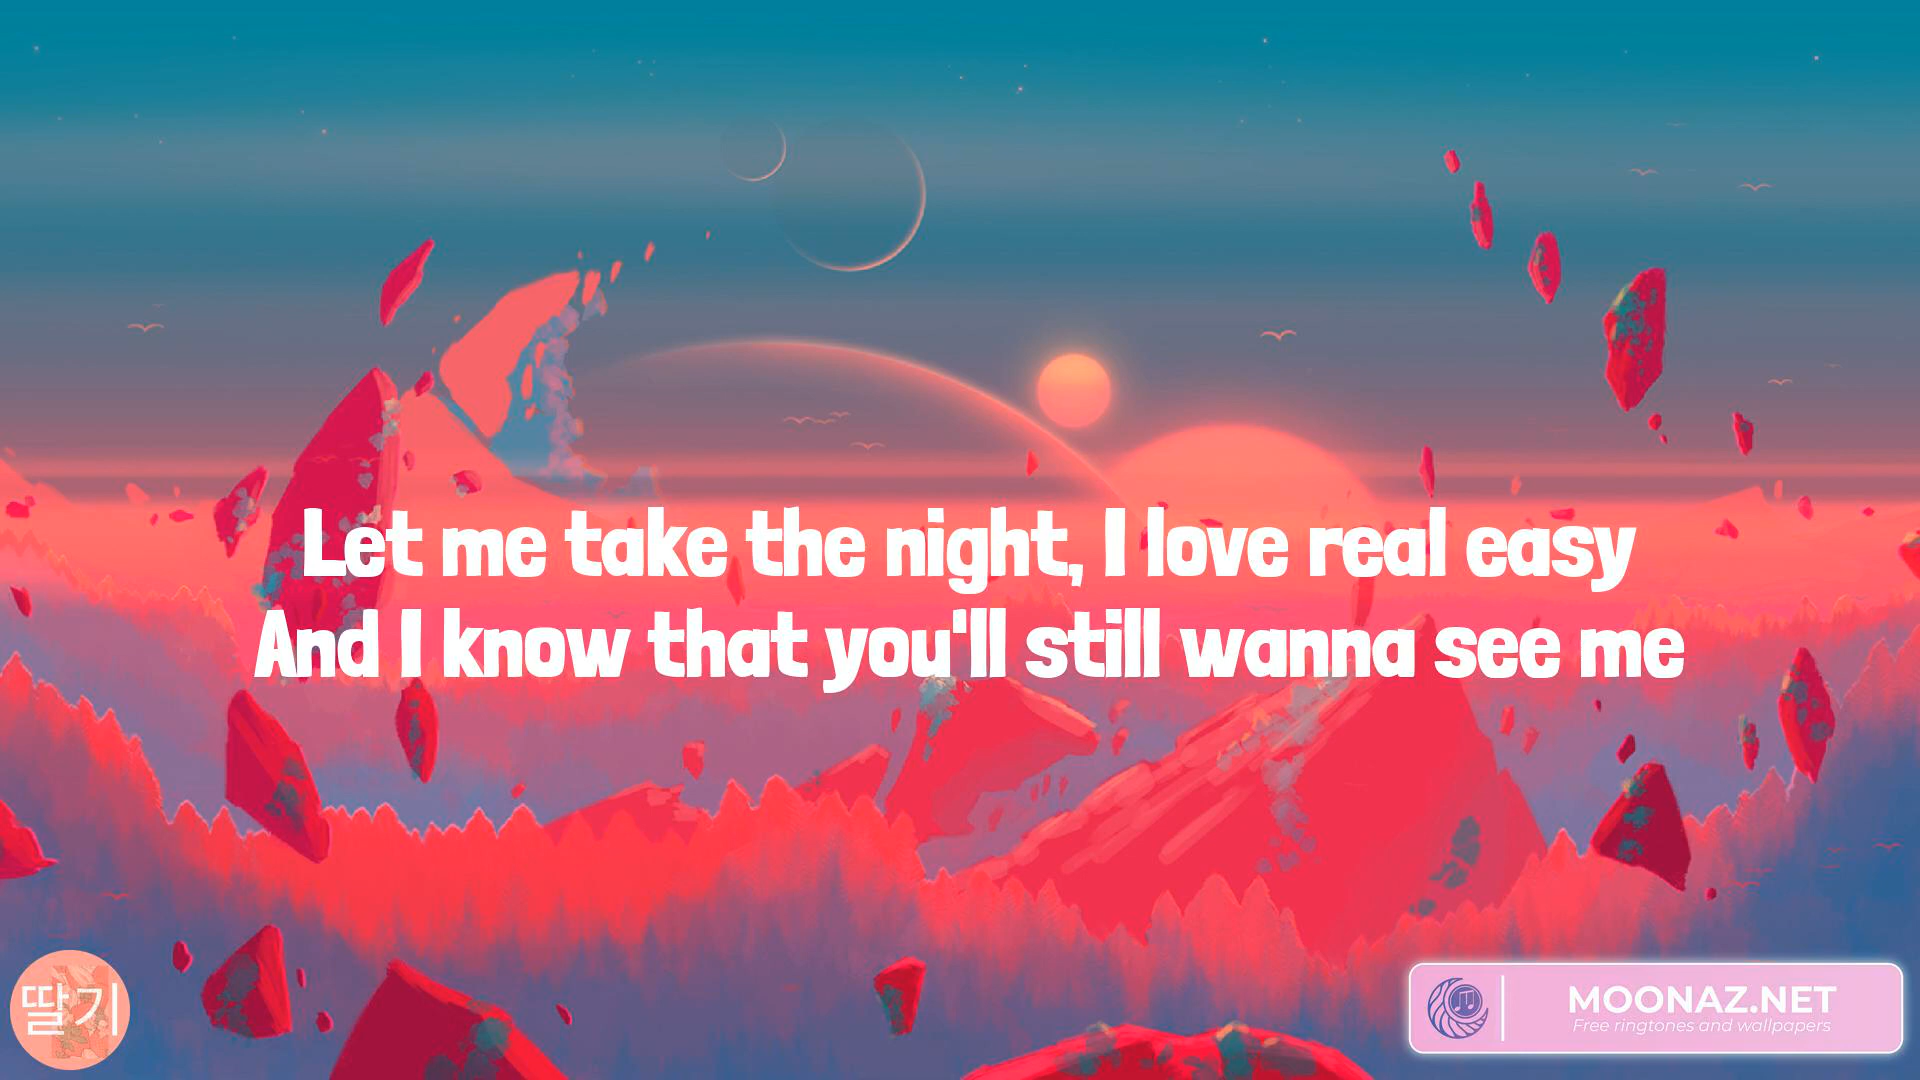 Let me take the night, I love real easy
And I know that you'll still wanna see me
딸기
MOONAZ.NET
Free ringtones and wallpapers